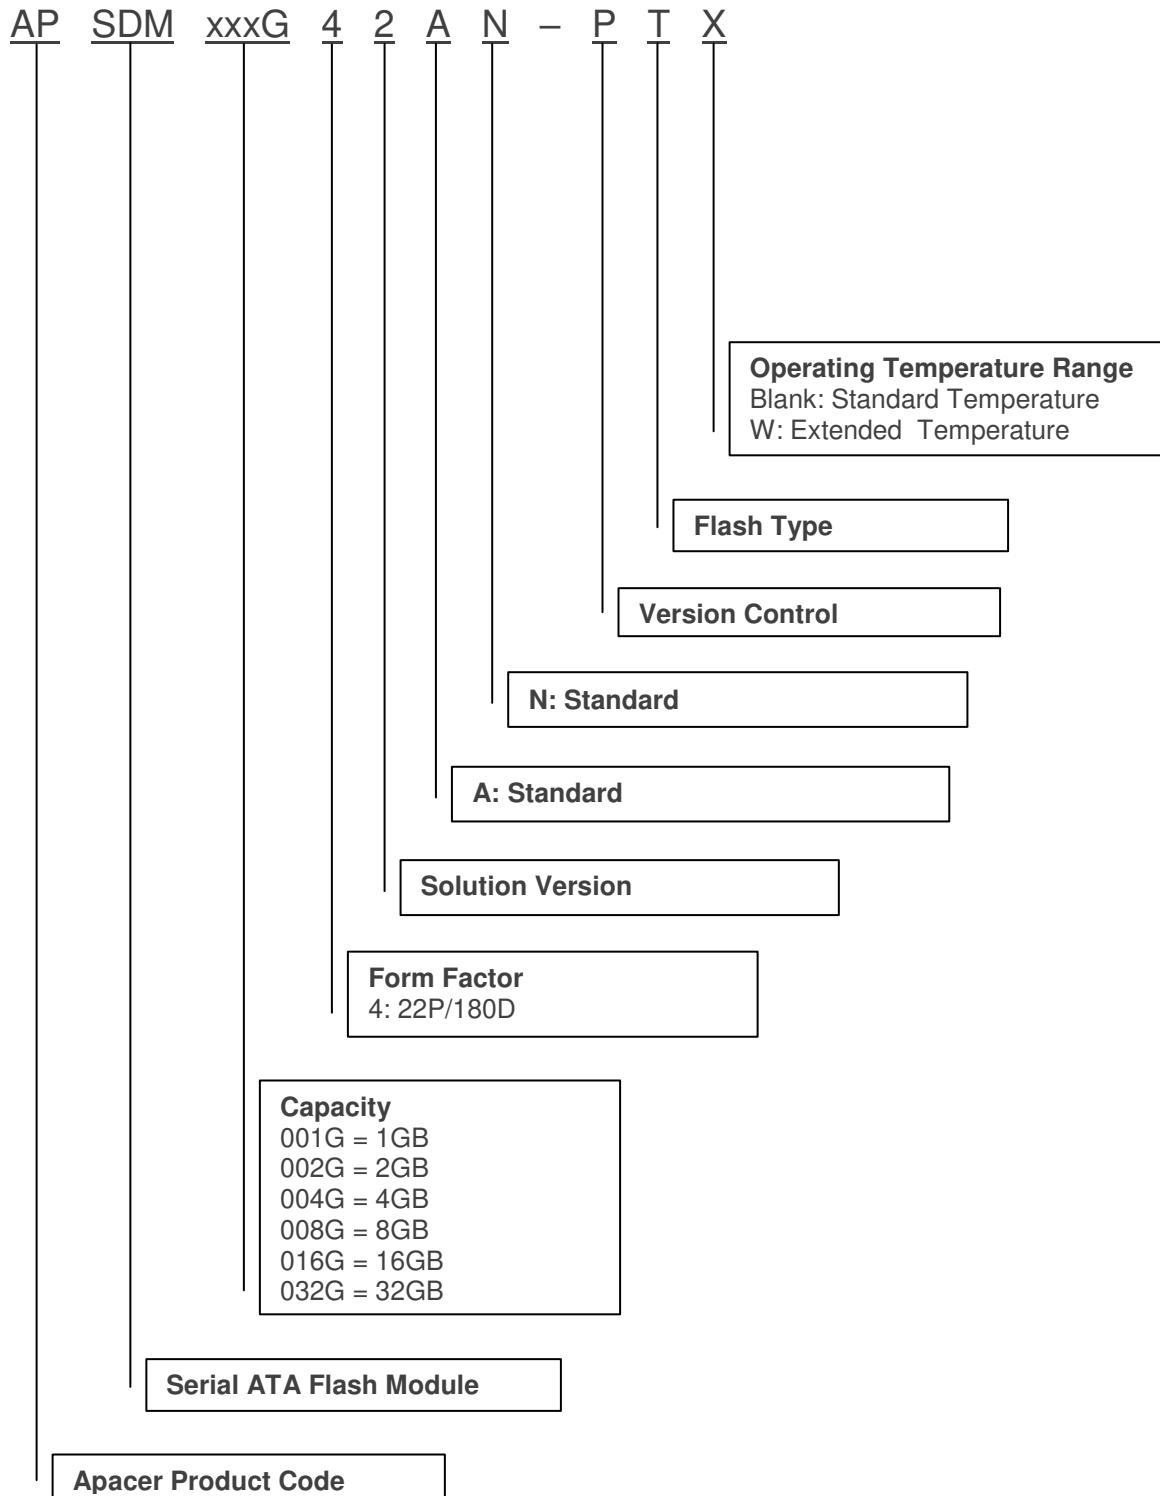 AP SDM xxxG 4 2 A N – P T X
Operating Temperature Range
Blank: Standard Temperature
W: Extended Temperature
Flash Type
Version Control
N: Standard
A: Standard
Solution Version
Form Factor
4: 22P/180D
Capacity
001G = 1GB
002G = 2GB
004G = 4GB
008G = 8GB
016G = 16GB
032G = 32GB
Serial ATA Flash Module
Apacer Product Code